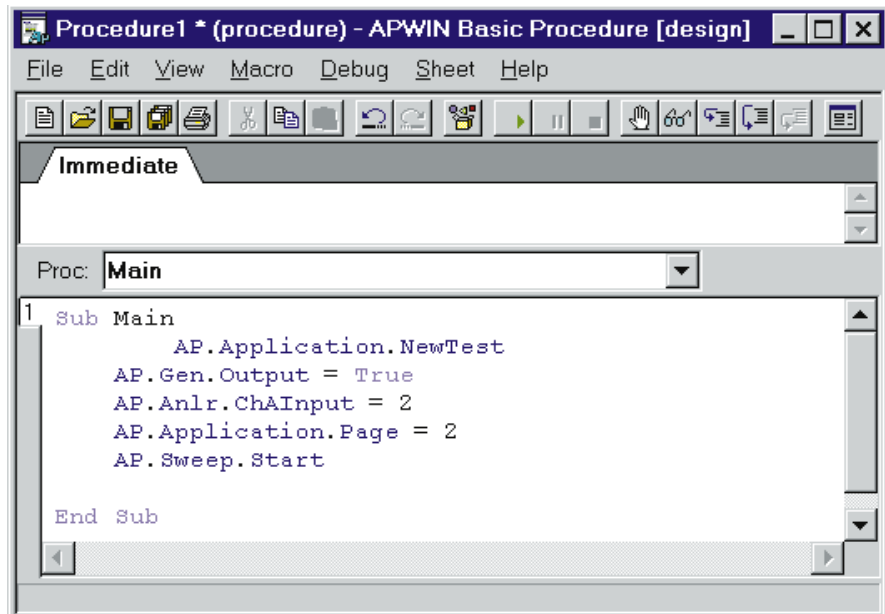 Procedure1 * (procedure) - APWIN Basic Procedure [design]
File Edit View Macro Debug Sheet Help
Immediate
Proc: Main
1
Sub Main
AP.Application.NewTest
AP.Gen.Output = True
AP.Anlr.ChAInput = 2
AP.Application.Page = 2
AP.Sweep.Start
End Sub